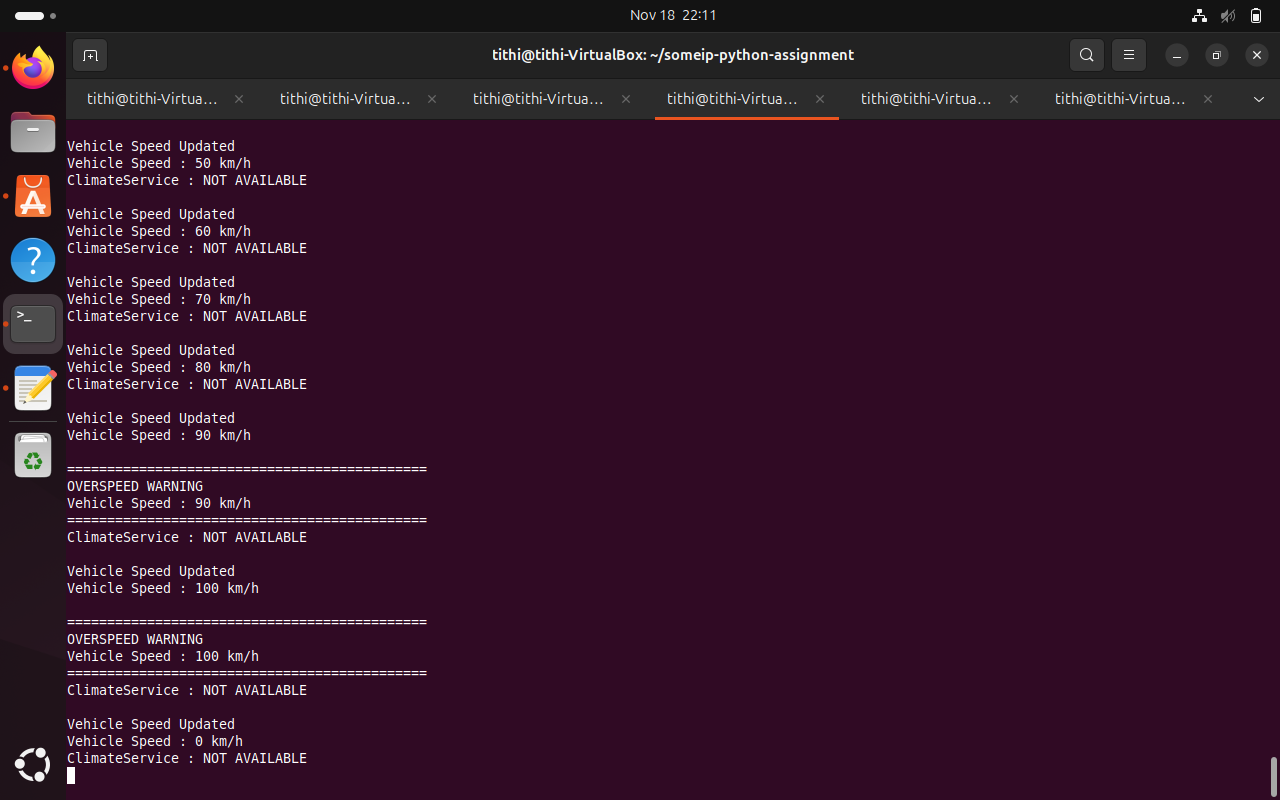 Nov 18 22:11
tithi@tithi-VirtualBox: ~/someip-python-assignment
tithi@tithi-Virtua... tithi@tithi-Virtua... tithi@tithi-Virtua... tithi@tithi-Virtua... tithi@tithi-Virtua... tithi@tithi-Virtua...
Vehicle Speed Updated
Vehicle Speed : 50 km/h
ClimateService : NOT AVAILABLE
Vehicle Speed Updated
Vehicle Speed : 60 km/h
ClimateService : NOT AVAILABLE
Vehicle Speed Updated
Vehicle Speed : 70 km/h
ClimateService : NOT AVAILABLE
Vehicle Speed Updated
Vehicle Speed : 80 km/h
ClimateService : NOT AVAILABLE
Vehicle Speed Updated
Vehicle Speed : 90 km/h
=============================================
OVERSPEED WARNING
Vehicle Speed : 90 km/h
=============================================
ClimateService : NOT AVAILABLE
Vehicle Speed Updated
Vehicle Speed : 100 km/h
=============================================
OVERSPEED WARNING
Vehicle Speed : 100 km/h
=============================================
ClimateService : NOT AVAILABLE
Vehicle Speed Updated
Vehicle Speed : 0 km/h
ClimateService : NOT AVAILABLE